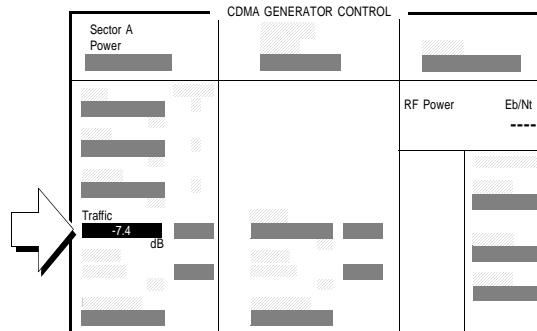 CDMA GENERATOR CONTROL
Sector A
Power
RF Power Eb/Nt
----
Traffic
-7.4
dB